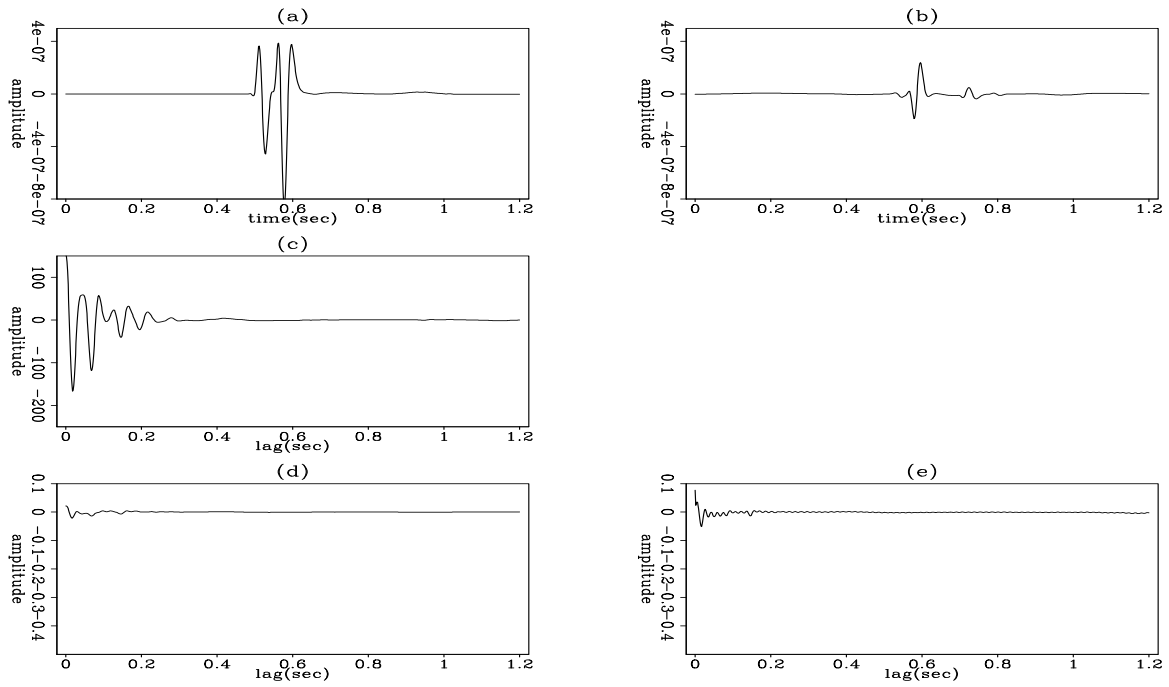 (a)
4e-07
0
-4e-07
-8e-07
amplitude
0 0.2 0.4 0.6 0.8 1 1.2
time(sec)
(b)
4e-07
0
-4e-07
-8e-07
amplitude
0 0.2 0.4 0.6 0.8 1 1.2
time(sec)
(c)
100
0
-100
-200
amplitude
0 0.2 0.4 0.6 0.8 1 1.2
lag(sec)
(d)
0.1
0
-0.1
-0.2
-0.3
-0.4
amplitude
0 0.2 0.4 0.6 0.8 1 1.2
lag(sec)
(e)
0.1
0
-0.1
-0.2
-0.3
-0.4
amplitude
0 0.2 0.4 0.6 0.8 1 1.2
lag(sec)